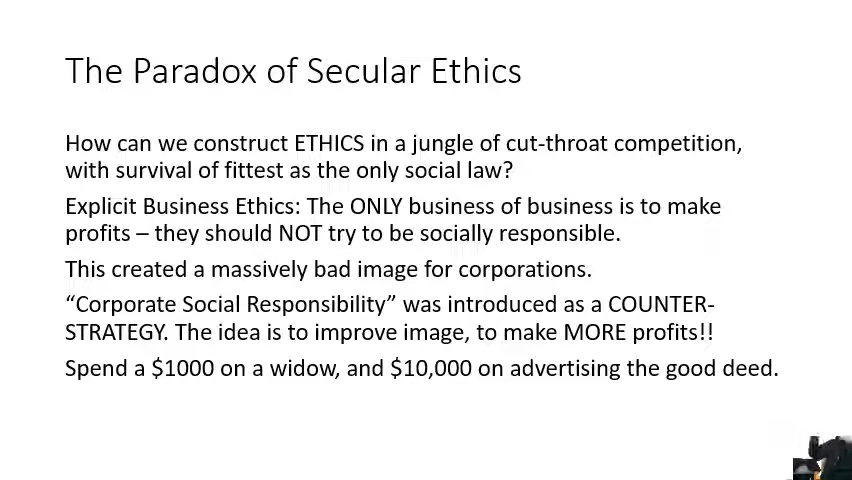 The Paradox of Secular Ethics
How can we construct ETHICS in a jungle of cut-throat competition,
with survival of fittest as the only social law?
Explicit Business Ethics: The ONLY business of business is to make
profits – they should NOT try to be socially responsible.
This created a massively bad image for corporations.
“Corporate Social Responsibility” was introduced as a COUNTER-
STRATEGY. The idea is to improve image, to make MORE profits!!
Spend a $1000 on a widow, and $10,000 on advertising the good deed.